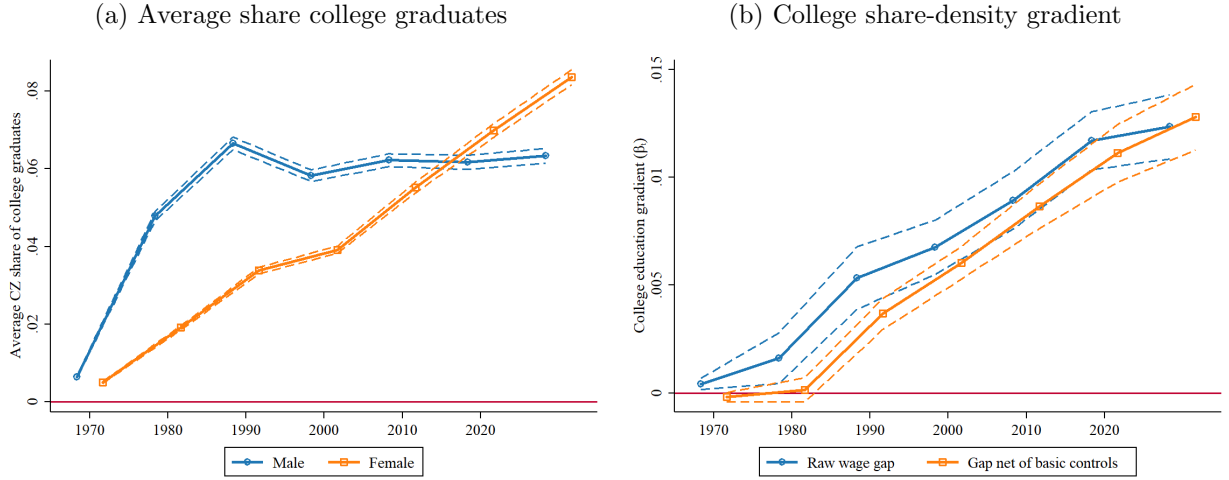 (a) Average share college graduates
Average CZ share of college graduates
.08
.06
.04
.02
0
1970 1980 1990 2000 2010 2020
Male Female
(b) College share-density gradient
College education gradient (βₜ)
.015
.01
.005
0
1970 1980 1990 2000 2010 2020
Raw wage gap Gap net of basic controls